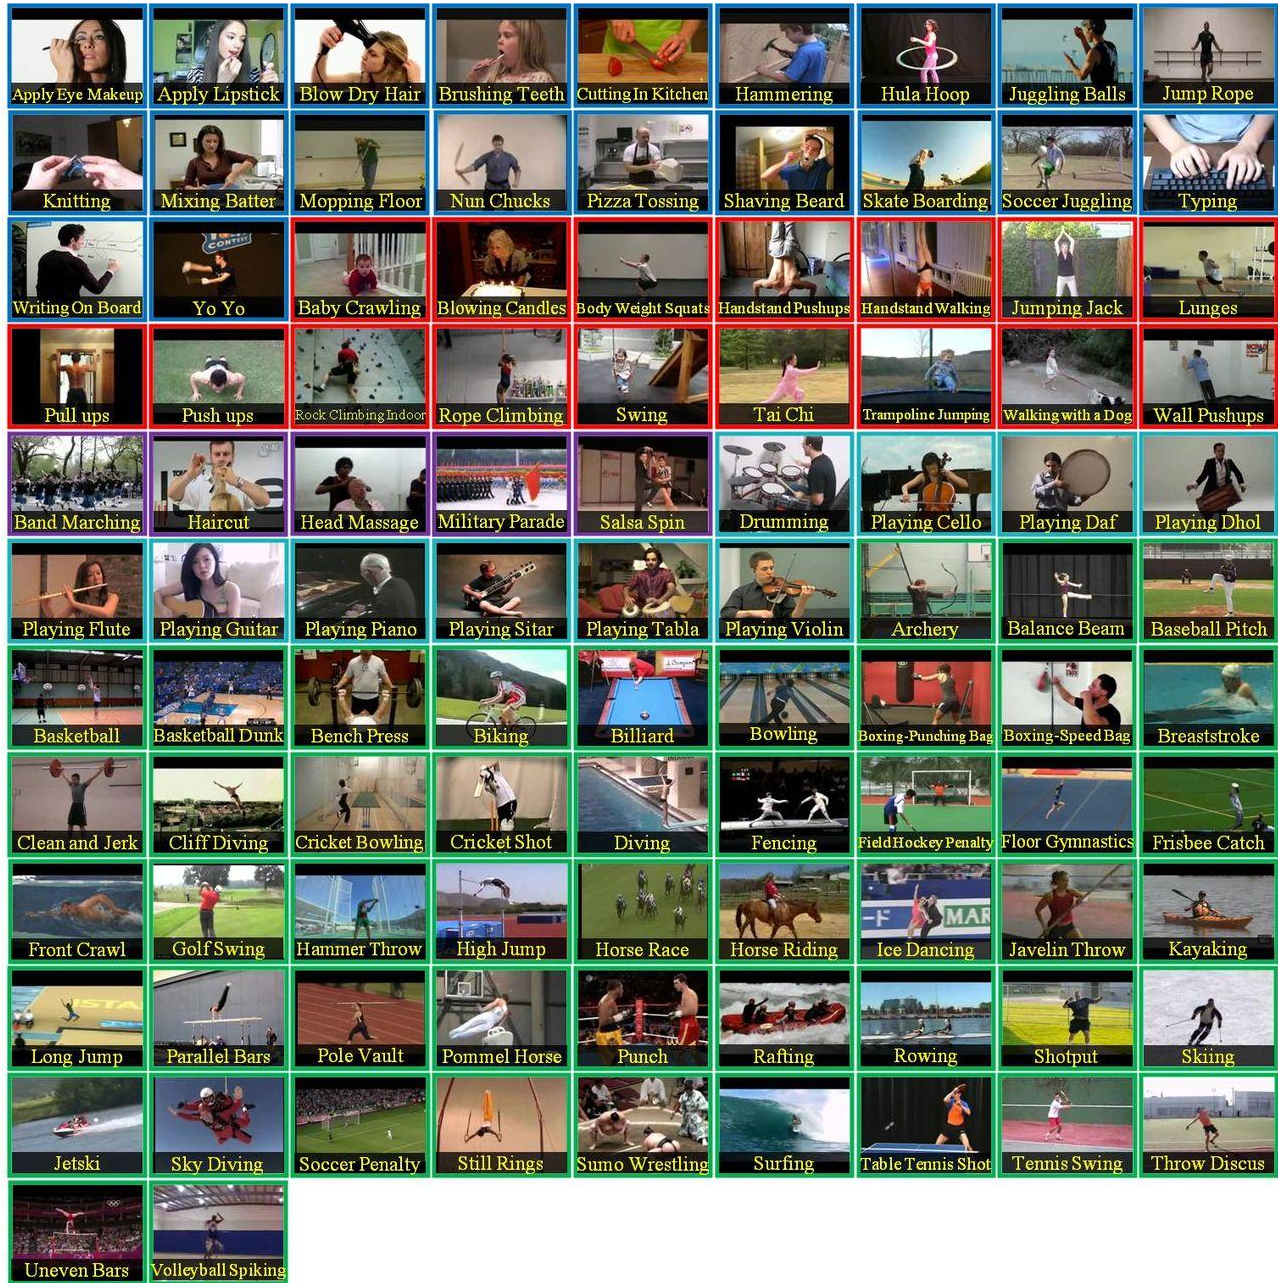 Apply Eye Makeup
Apply Lipstick
Blow Dry Hair
Brushing Teeth
Cutting In Kitchen
Hammering
Hula Hoop
Juggling Balls
Jump Rope
Knitting
Mixing Batter
Mopping Floor
Nun Chucks
Pizza Tossing
Shaving Beard
Skate Boarding
Soccer Juggling
Typing
CONTEST
Writing On Board
Yo Yo
Baby Crawling
Blowing Candles
Body Weight Squats
Handstand Pushups
Handstand Walking
Jumping Jack
Lunges
Pull ups
Push ups
Rock Climbing Indoor
Rope Climbing
Swing
Tai Chi
Trampoline Jumping
Walking with a Dog
Wall Pushups
Band Marching
Haircut
Head Massage
Military Parade
Salsa Spin
Drumming
Playing Cello
Playing Daf
Playing Dhol
Playing Flute
Playing Guitar
Playing Piano
Playing Sitar
Playing Tabla
Playing Violin
Archery
Balance Beam
Baseball Pitch
Basketball
Basketball Dunk
Bench Press
Biking
Billiard
Bowling
Boxing-Punching Bag
Boxing-Speed Bag
Breaststroke
Clean and Jerk
Cliff Diving
Cricket Bowling
Cricket Shot
Diving
Fencing
Field Hockey Penalty
Floor Gymnastics
Frisbee Catch
MAR
Front Crawl
Golf Swing
Hammer Throw
High Jump
Horse Race
Horse Riding
Ice Dancing
Javelin Throw
Kayaking
ISTA
Long Jump
Parallel Bars
Pole Vault
Pommel Horse
Punch
Rafting
Rowing
Shotput
Skiing
Jetski
Sky Diving
Soccer Penalty
Still Rings
Sumo Wrestling
Surfing
Table Tennis Shot
Tennis Swing
Throw Discus
Uneven Bars
Volleyball Spiking